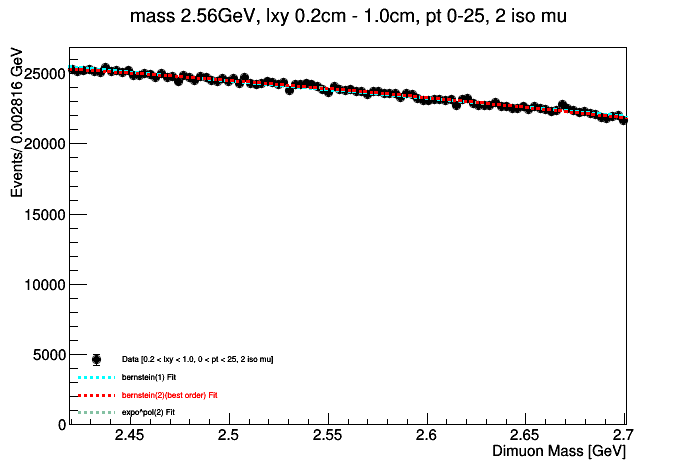 mass 2.56GeV, lxy 0.2cm - 1.0cm, pt 0-25, 2 iso mu
Events/ 0.002816 GeV
25000
20000
15000
10000
5000
0
Data [0.2 < lxy < 1.0, 0 < pt < 25, 2 iso mu]
bernstein(1) Fit
bernstein(2)(best order) Fit
expo^pol(2) Fit
2.45 2.5 2.55 2.6 2.65 2.7
Dimuon Mass [GeV]